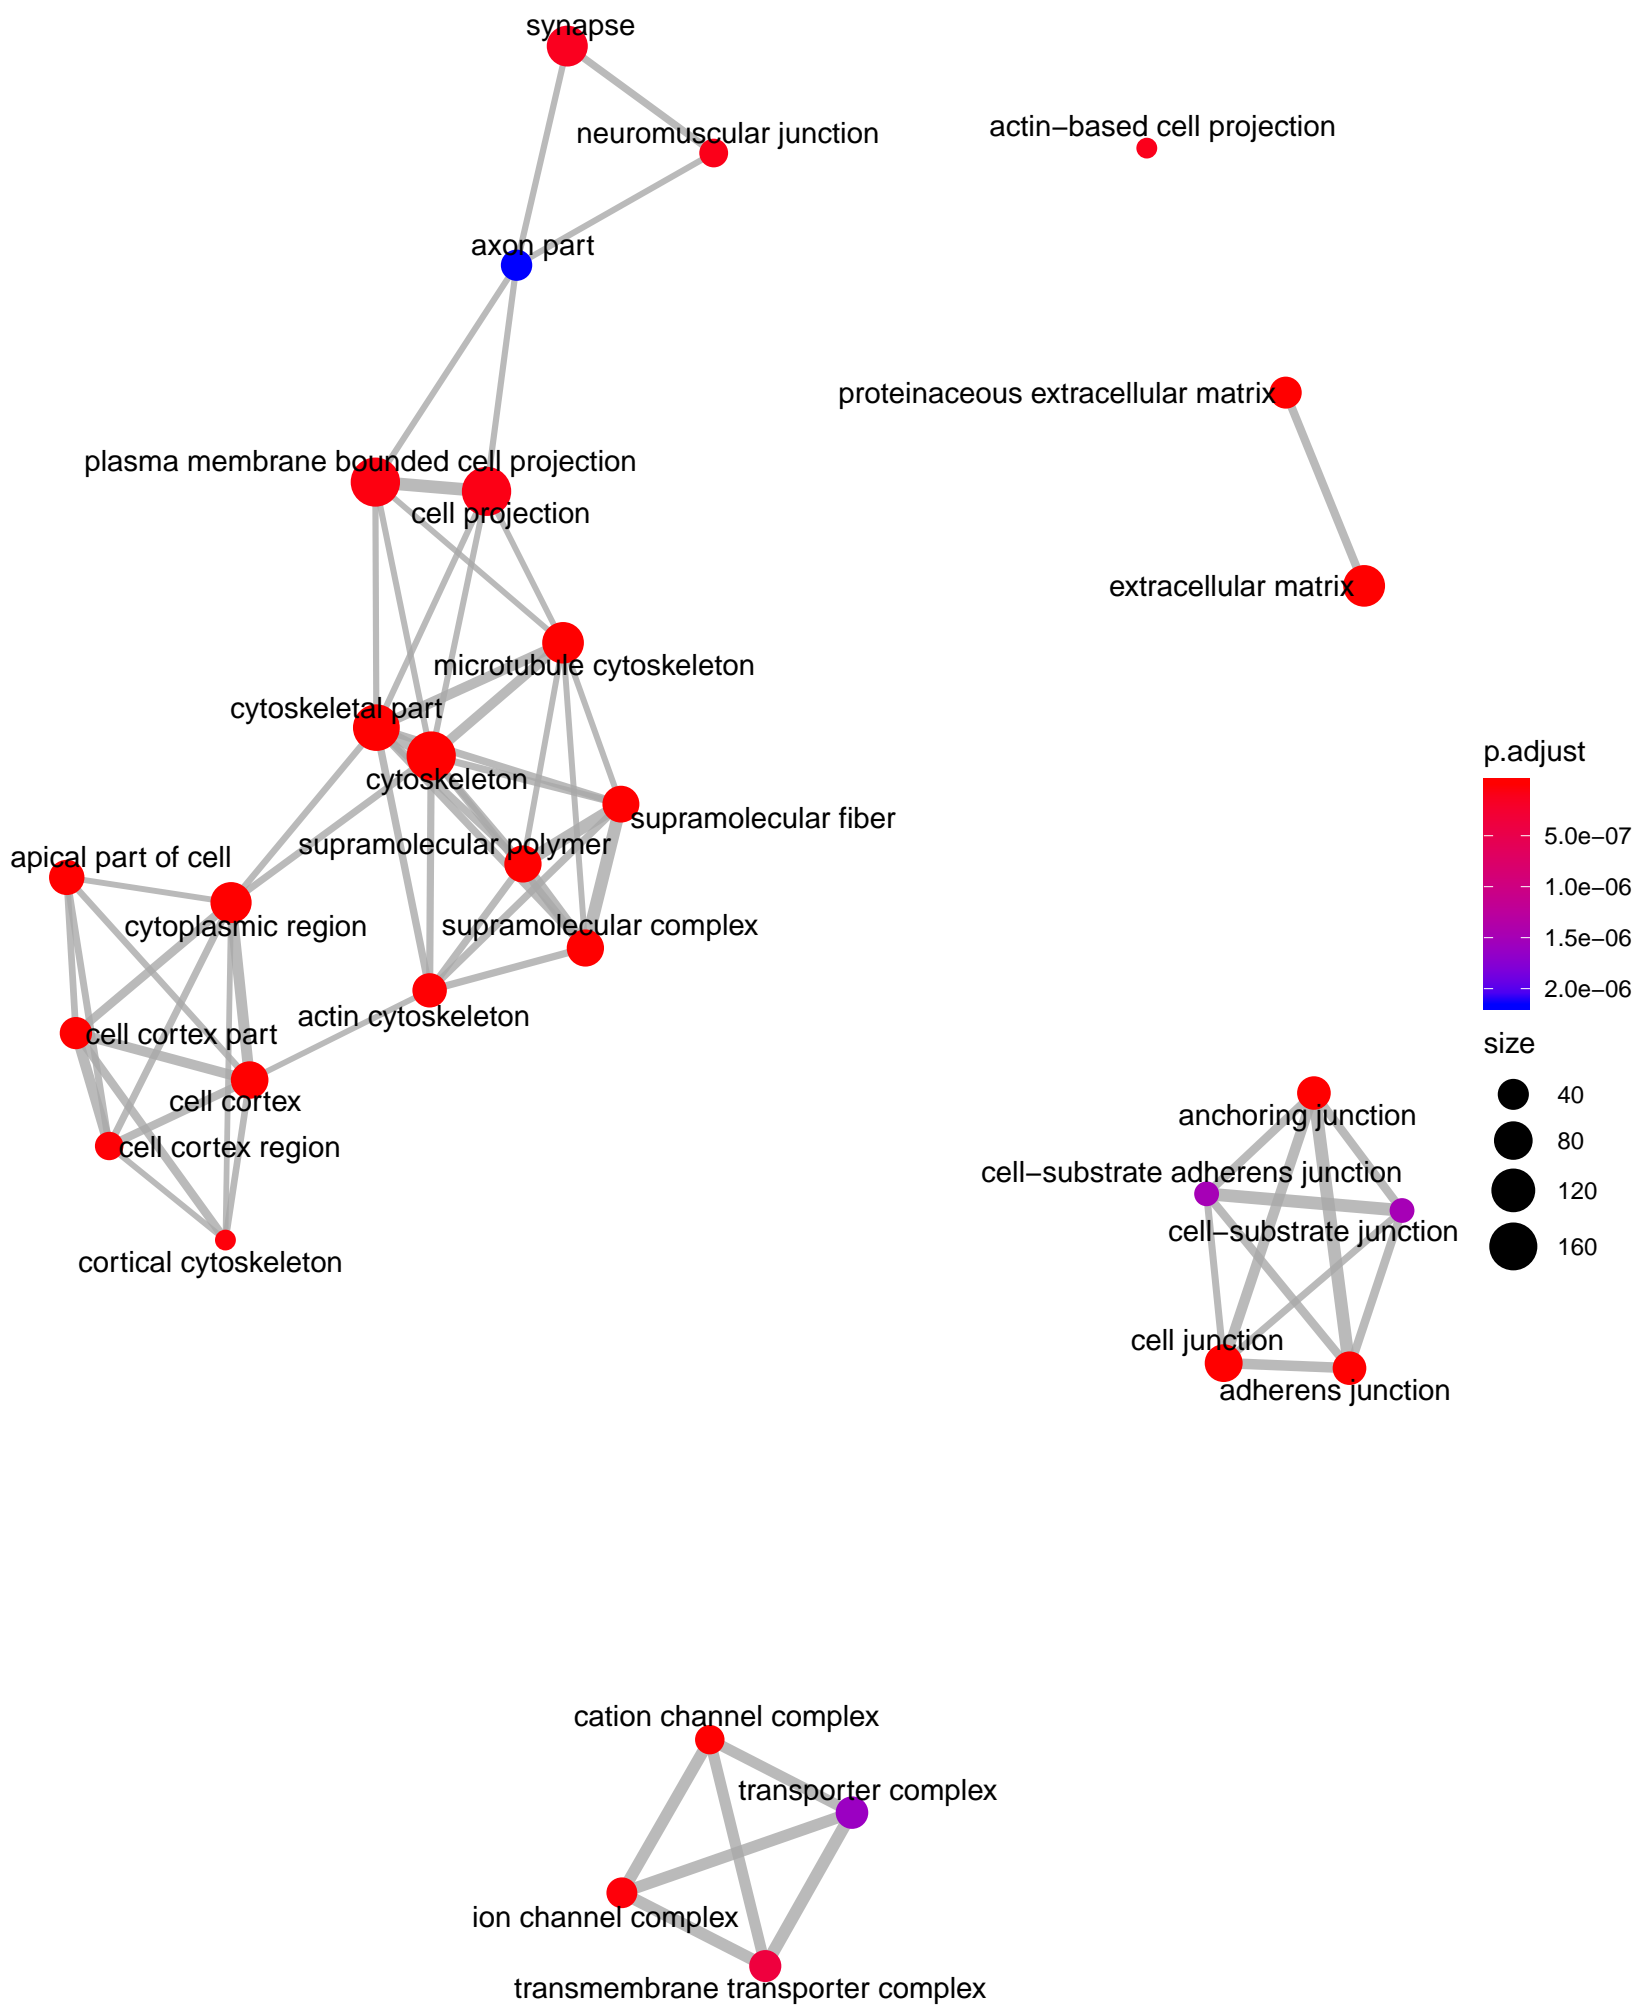 synapse
neuromuscular junction
actin−based cell projection
axon part
proteinaceous extracellular matrix
plasma membrane bounded cell projection
cell projection
extracellular matrix
microtubule cytoskeleton
cytoskeletal part
cytoskeleton
supramolecular fiber
supramolecular polymer
apical part of cell
cytoplasmic region
supramolecular complex
actin cytoskeleton
cell cortex part
cell cortex
cell cortex region
cortical cytoskeleton
p.adjust
5.0e−07
1.0e−06
1.5e−06
2.0e−06
size
40
80
120
160
anchoring junction
cell−substrate adherens junction
cell−substrate junction
cell junction
adherens junction
cation channel complex
transporter complex
ion channel complex
transmembrane transporter complex